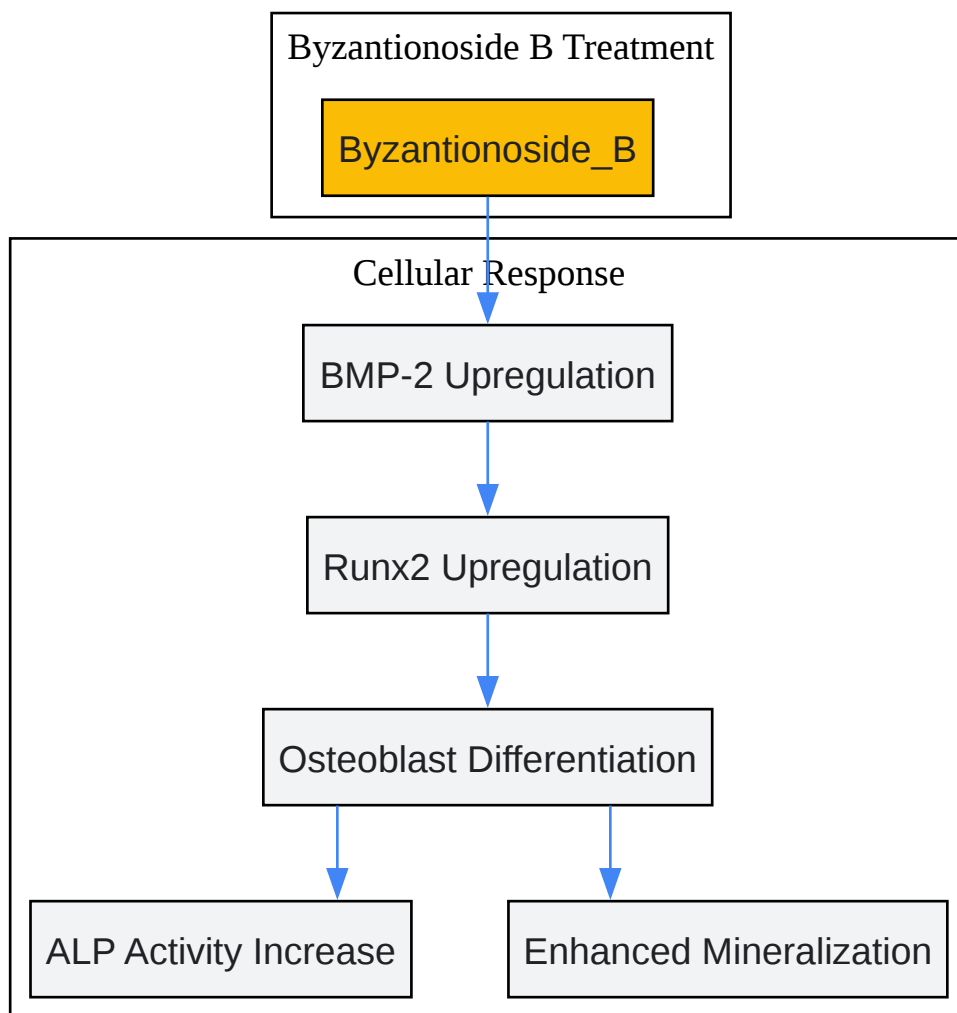 Byzantionoside B Treatment
Byzantionoside_B
Cellular Response
BMP-2 Upregulation
Runx2 Upregulation
Osteoblast Differentiation
ALP Activity Increase
Enhanced Mineralization